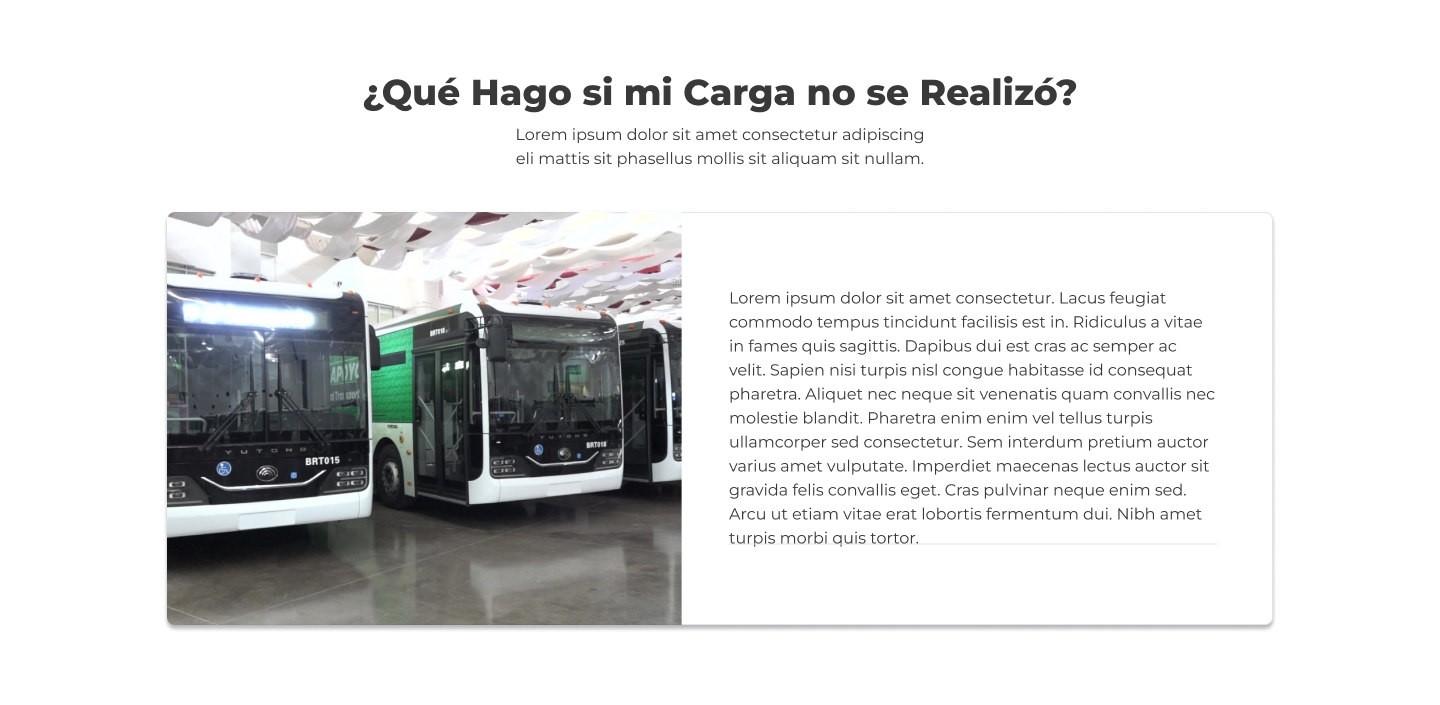 ¿Qué Hago si mi Carga no se Realizó?
Lorem ipsum dolor sit amet consectetur adipiscing
eli mattis sit phasellus mollis sit aliquam sit nullam.
BRT018
APOYO
YUTONG
BRT015
YUTONG
BRT018
Lorem ipsum dolor sit amet consectetur. Lacus feugiat
commodo tempus tincidunt facilisis est in. Ridiculus a vitae
in fames quis sagittis. Dapibus dui est cras ac semper ac
velit. Sapien nisi turpis nisl congue habitasse id consequat
pharetra. Aliquet nec neque sit venenatis quam convallis nec
molestie blandit. Pharetra enim enim vel tellus turpis
ullamcorper sed consectetur. Sem interdum pretium auctor
varius amet vulputate. Imperdiet maecenas lectus auctor sit
gravida felis convallis eget. Cras pulvinar neque enim sed.
Arcu ut etiam vitae erat lobortis fermentum dui. Nibh amet
turpis morbi quis tortor.